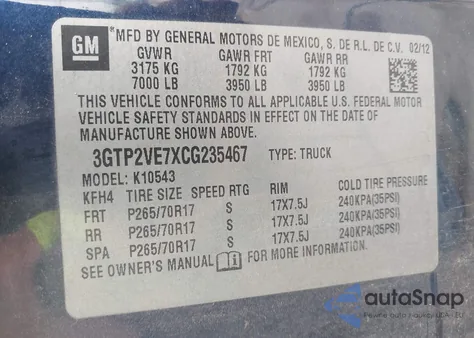 GM
MFD BY GENERAL MOTORS DE MEXICO, S. DE R.L. DE C.V. 02/12
GVWR GAWR FRT GAWR RR
3175 KG 1792 KG 1792 KG
7000 LB 3950 LB 3950 LB
THIS VEHICLE CONFORMS TO ALL APPLICABLE U.S. FEDERAL MOTOR
VEHICLE SAFETY STANDARDS IN EFFECT ON THE DATE OF
MANUFACTURE SHOWN ABOVE.
3GTP2VE7XCG235467 TYPE: TRUCK
MODEL: K10543
KFH4 TIRE SIZE SPEED RTG RIM COLD TIRE PRESSURE
FRT P265/70R17 S 17X7.5J 240KPA(35PSI)
RR P265/70R17 S 17X7.5J 240KPA(35PSI)
SPA P265/70R17 S 17X7.5J 240KPA(35PSI)
SEE OWNER'S MANUAL FOR MORE INFORMATION.
autoSnap